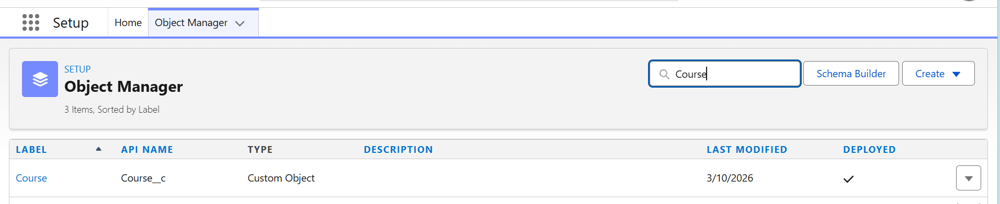 Setup
Home
Object Manager
SETUP
Object Manager
3 Items, Sorted by Label
Course
Schema Builder
Create
LABEL API NAME TYPE DESCRIPTION LAST MODIFIED DEPLOYED
Course Course__c Custom Object 3/10/2026